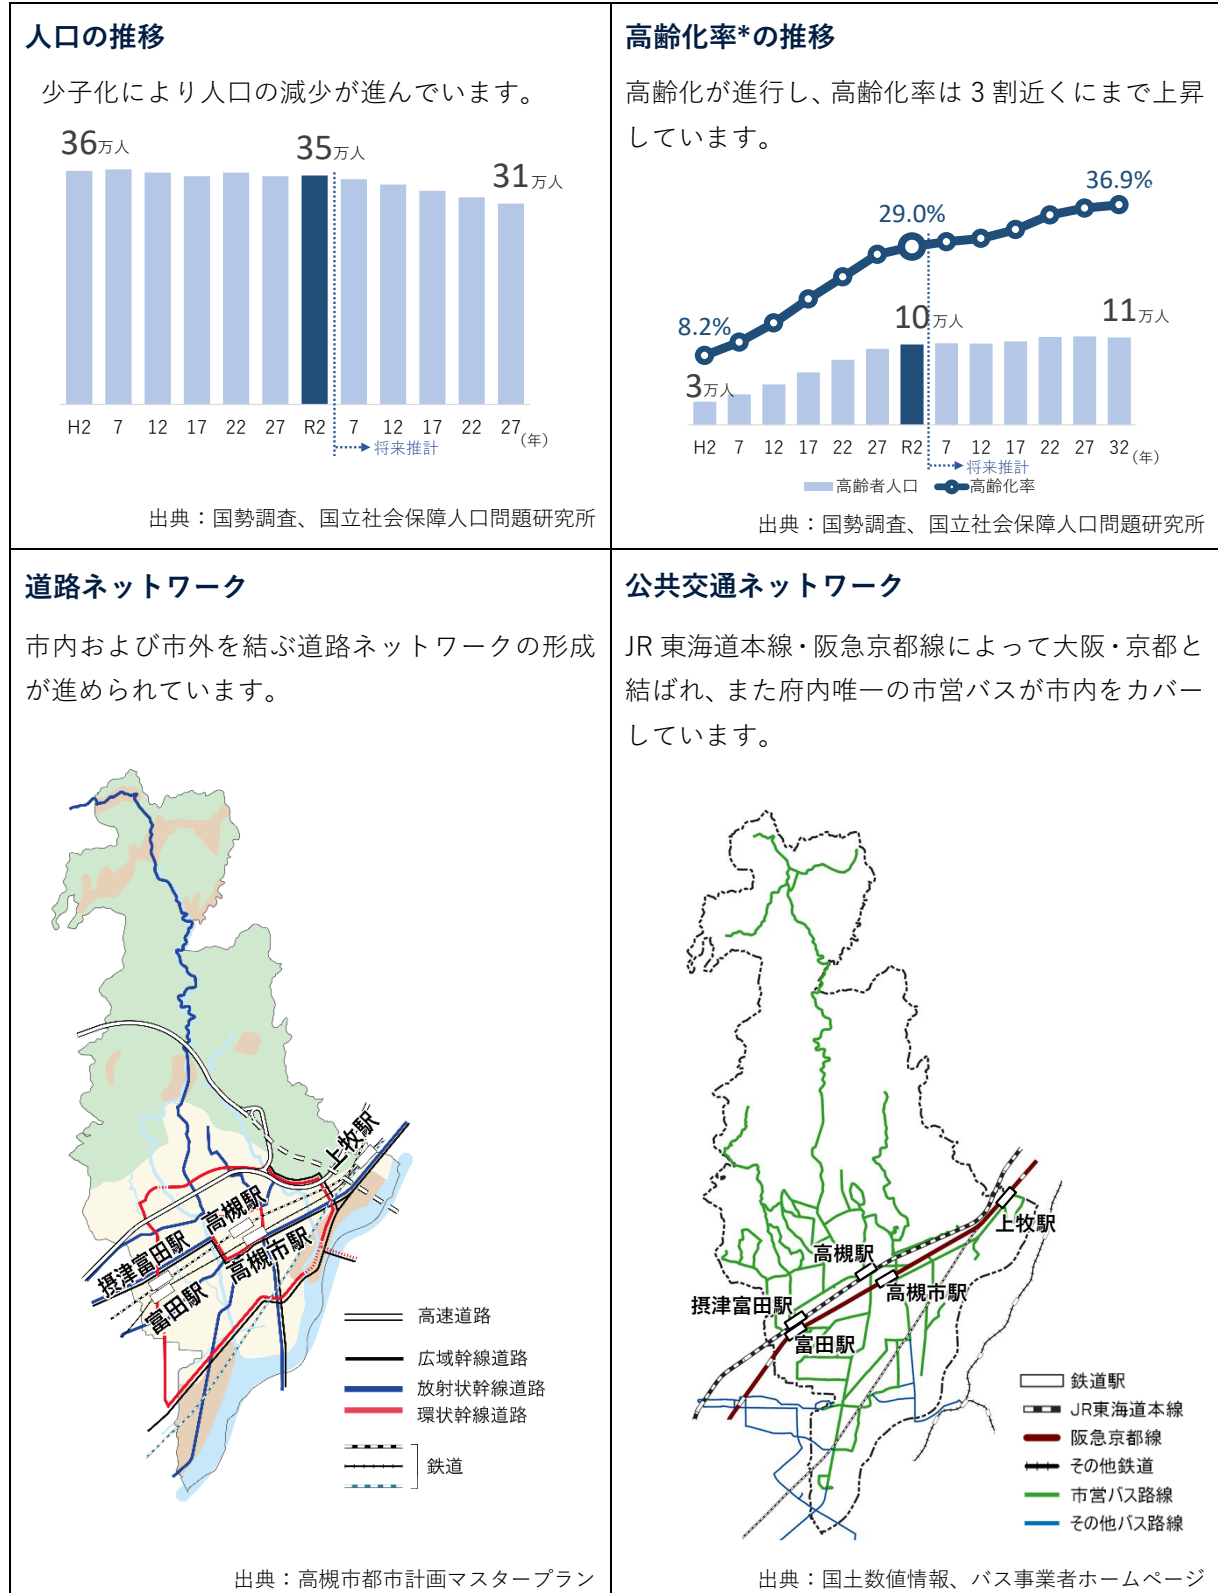 人口の推移
少子化により人口の減少が進んでいます。
36万人
35万人
31万人
H2 7 12 17 22 27 R2 7 12 17 22 27(年)
将来推計
出典：国勢調査、国立社会保障人口問題研究所
高齢化率*の推移
高齢化が進行し、高齢化率は3割近くにまで上昇
しています。
36.9%
29.0%
8.2%
10万人
11万人
3万人
H2 7 12 17 22 27 R2 7 12 17 22 27 32(年)
将来推計
高齢者人口 高齢化率
出典：国勢調査、国立社会保障人口問題研究所
道路ネットワーク
市内および市外を結ぶ道路ネットワークの形成
が進められています。
上牧駅
高槻駅
高槻市駅
摂津富田駅
富田駅
高速道路
広域幹線道路
放射状幹線道路
環状幹線道路
鉄道
出典：高槻市都市計画マスタープラン
公共交通ネットワーク
JR東海道本線・阪急京都線によって大阪・京都と
結ばれ、また府内唯一の市営バスが市内をカバー
しています。
上牧駅
高槻駅
高槻市駅
摂津富田駅
富田駅
鉄道駅
JR東海道本線
阪急京都線
その他鉄道
市営バス路線
その他バス路線
出典：国土数値情報、バス事業者ホームページ